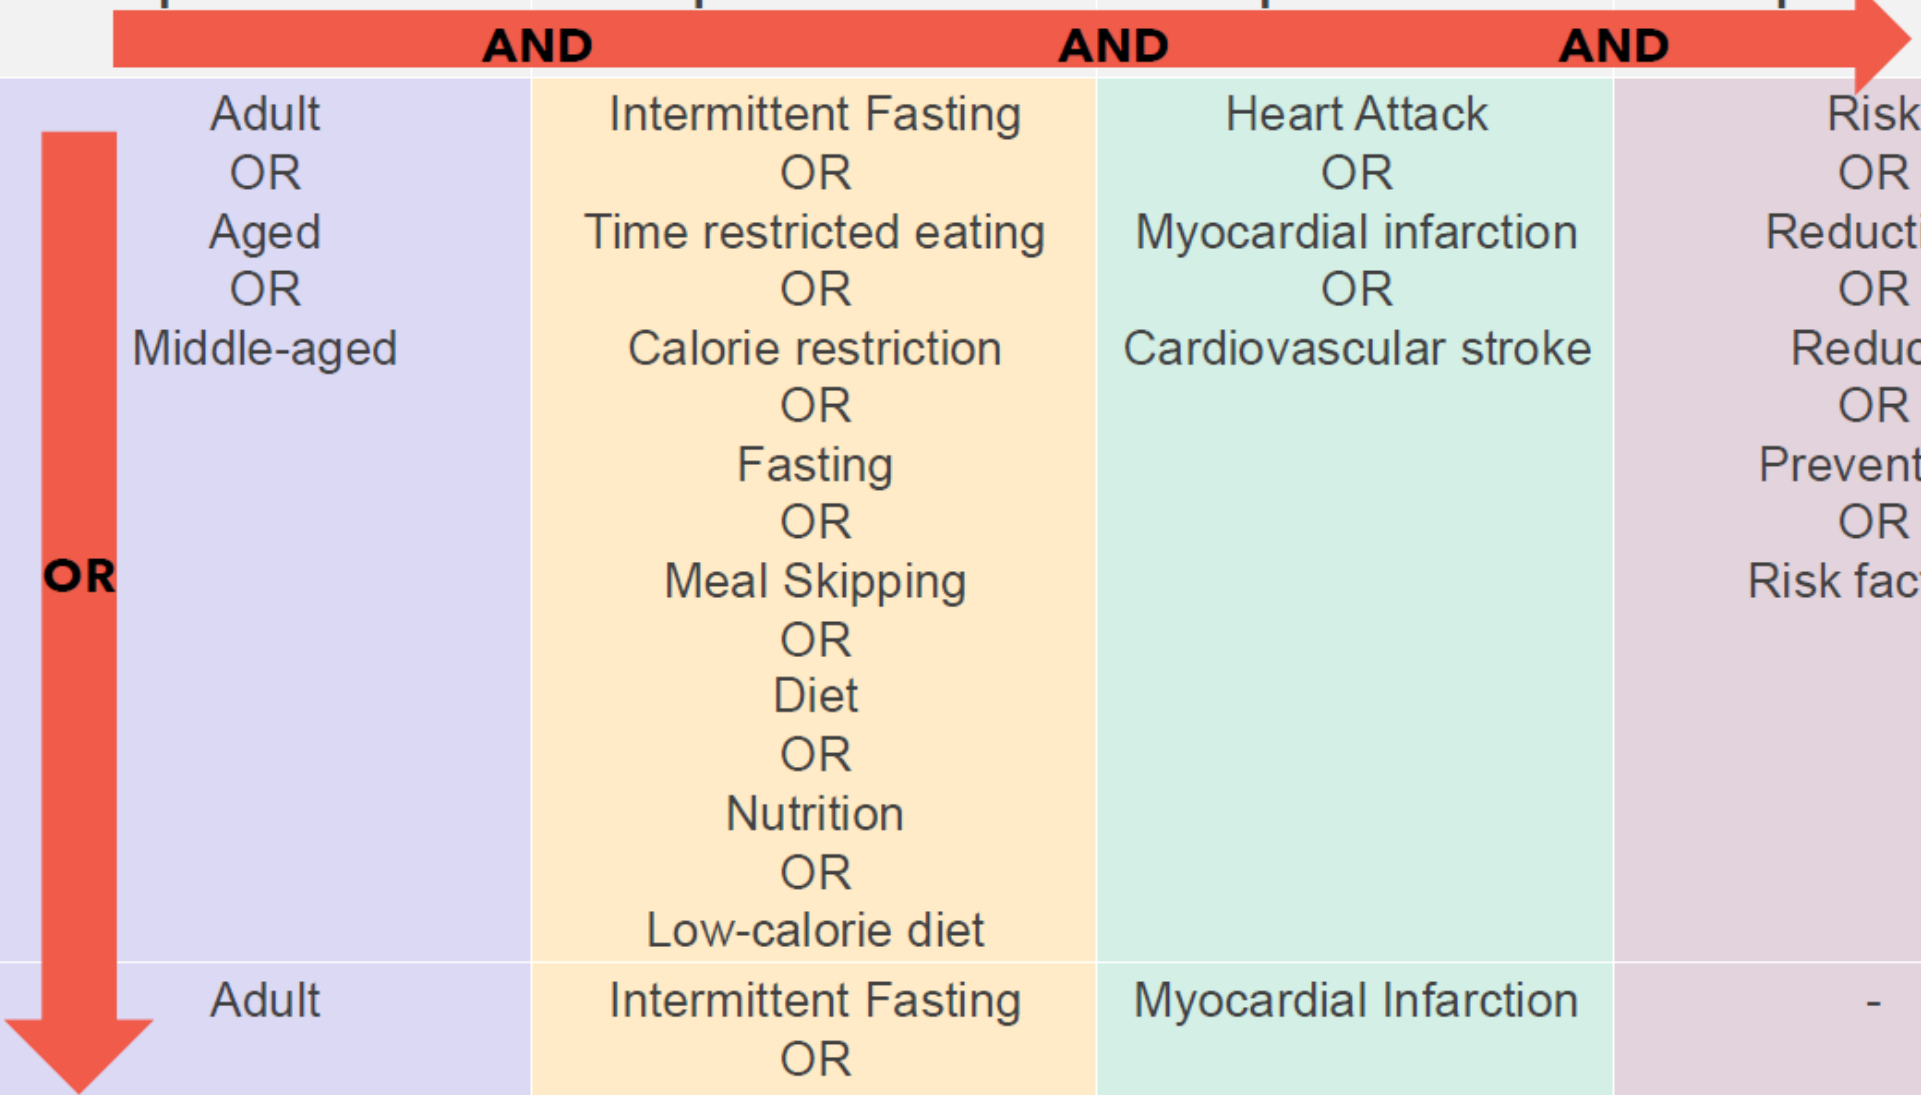 AND AND AND
Adult
OR
Aged
OR
Middle-aged
OR
Intermittent Fasting
OR
Time restricted eating
OR
Calorie restriction
OR
Fasting
OR
Meal Skipping
OR
Diet
OR
Nutrition
OR
Low-calorie diet
Heart Attack
OR
Myocardial infarction
OR
Cardiovascular stroke
Risk
OR
OR
OR
OR
Risk
Adult
Intermittent Fasting
OR
Myocardial Infarction
-